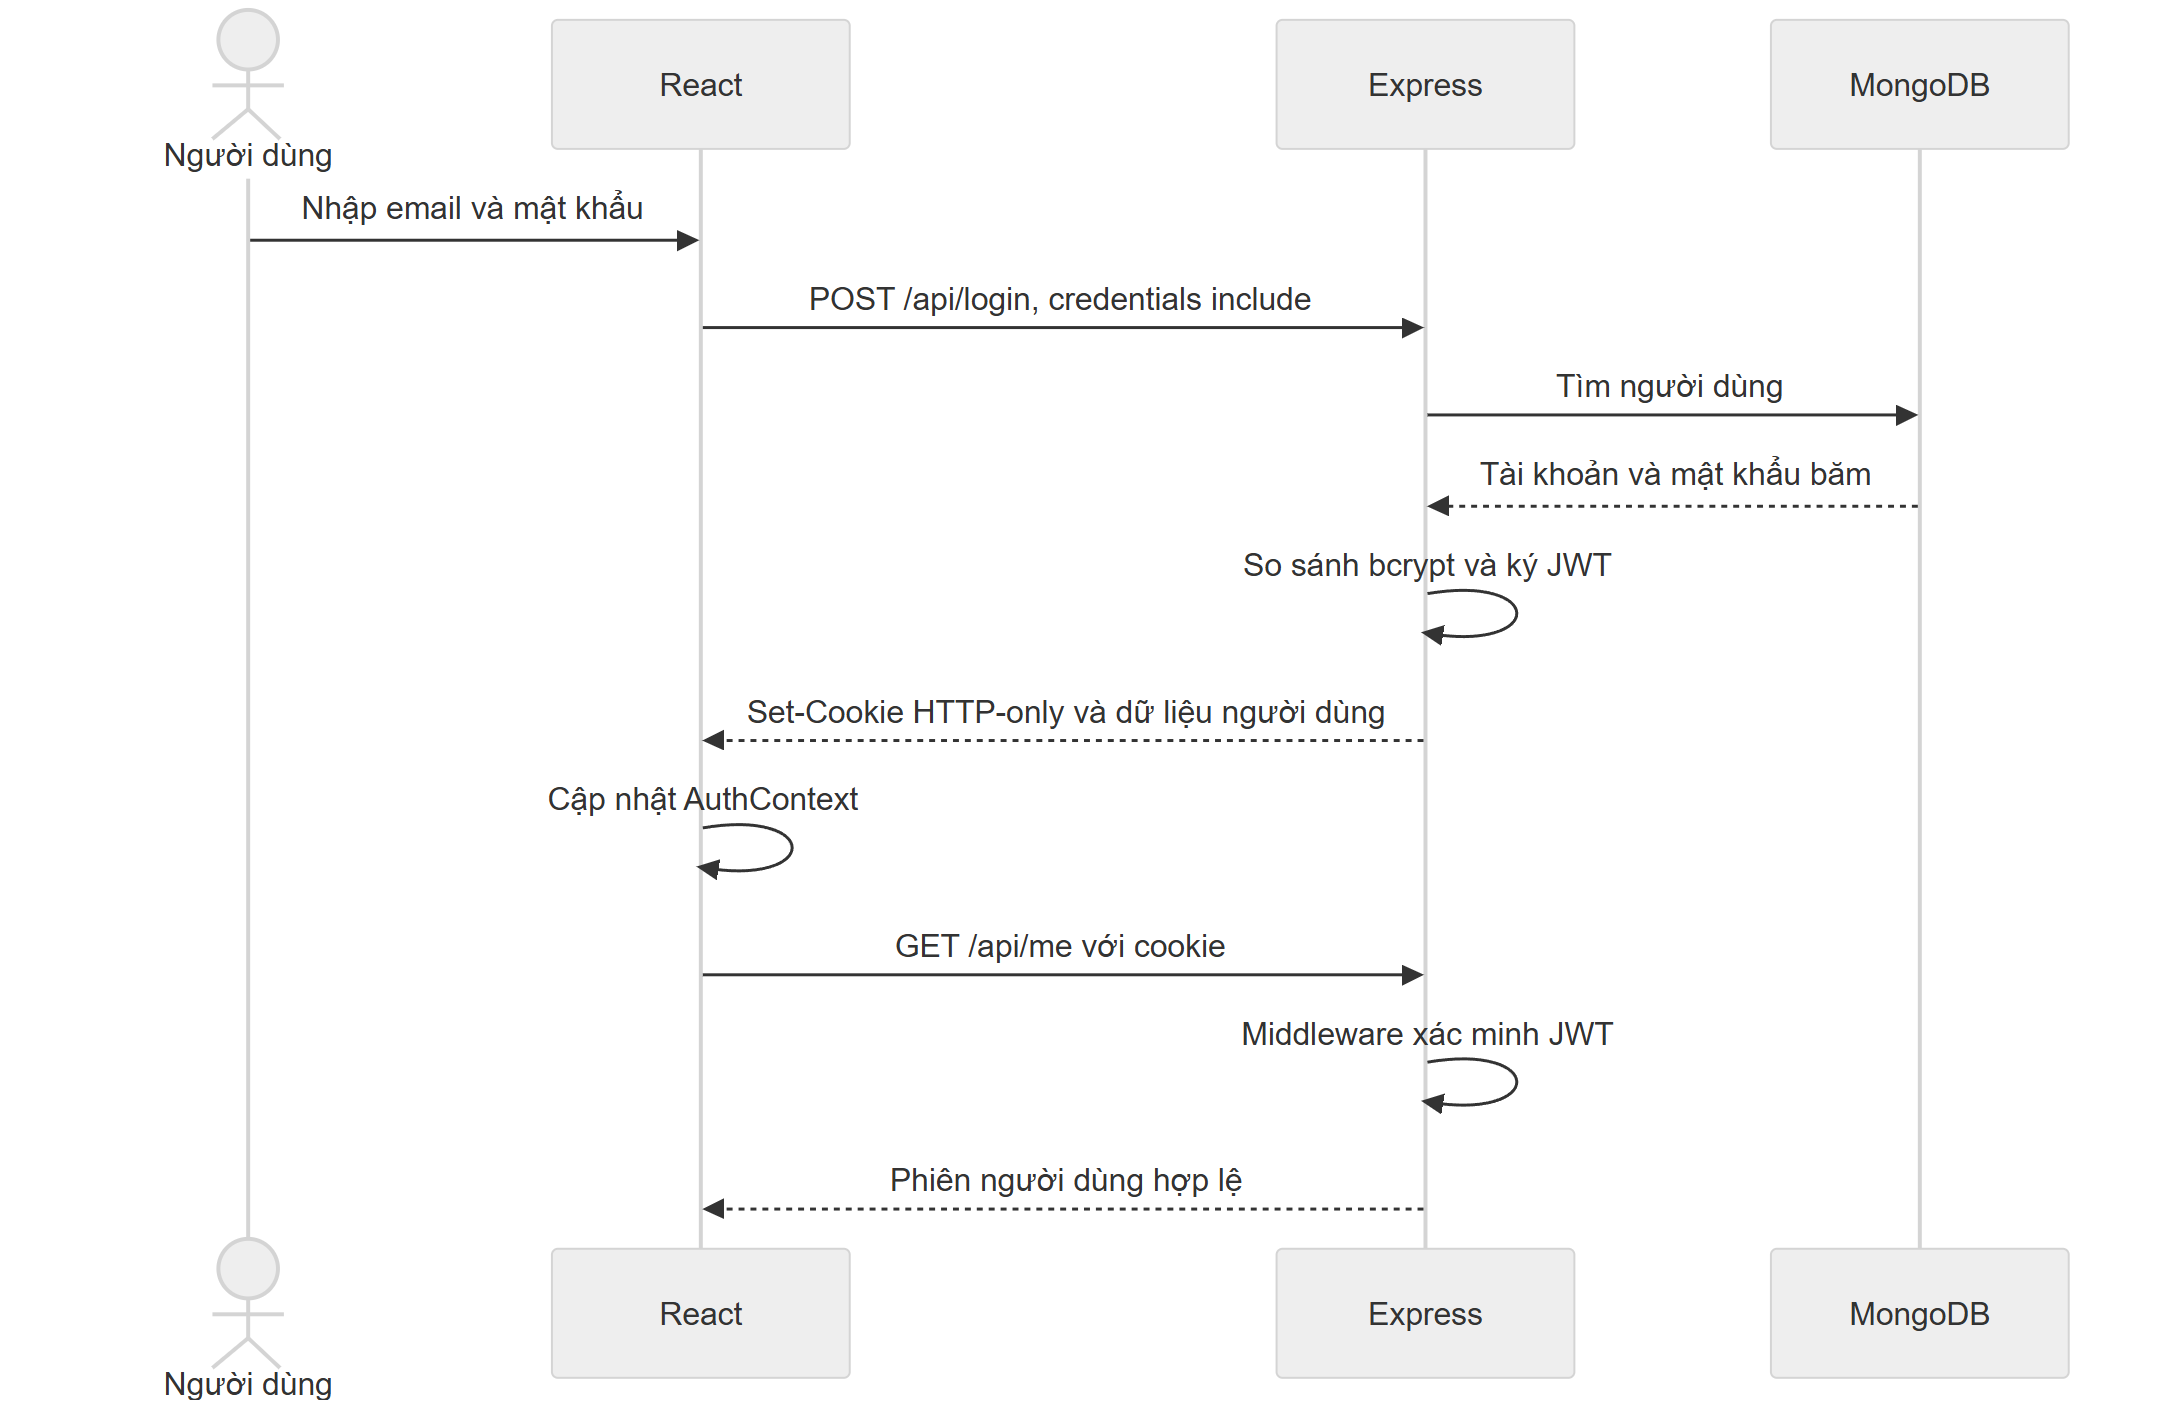 React
Express
MongoDB
Người dùng
Nhập email và mật khẩu
POST /api/login, credentials include
Tìm người dùng
Tài khoản và mật khẩu băm
So sánh bcrypt và ký JWT
Set-Cookie HTTP-only và dữ liệu người dùng
Cập nhật AuthContext
GET /api/me với cookie
Middleware xác minh JWT
Phiên người dùng hợp lệ
React
Express
MongoDB
Người dùng